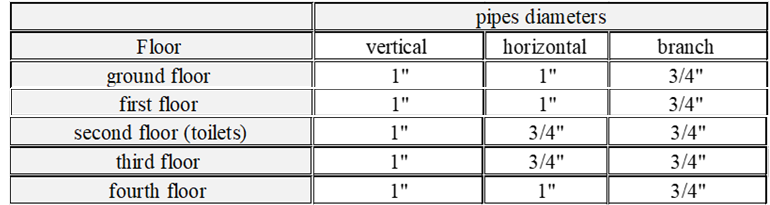 pipes diameters
Floor vertical horizontal branch
ground floor 1" 1" 3/4"
first floor 1" 1" 3/4"
second floor (toilets) 1" 3/4" 3/4"
third floor 1" 3/4" 3/4"
fourth floor 1" 1" 3/4"